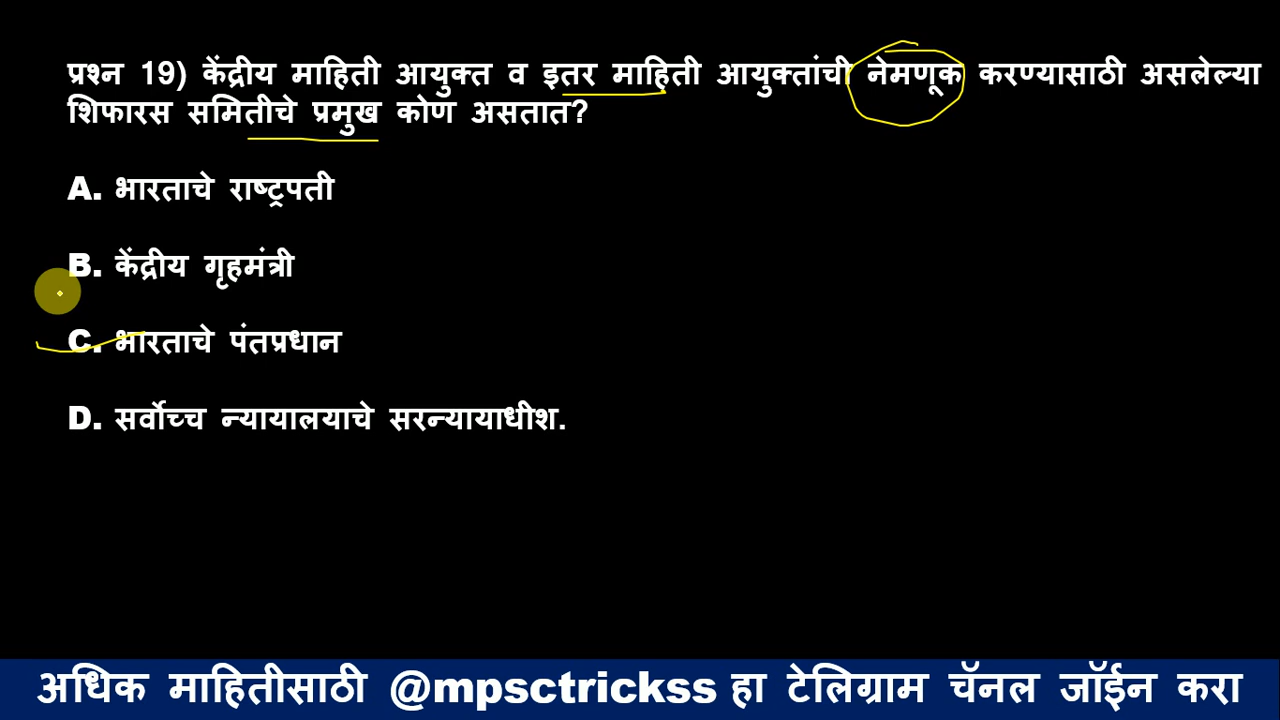 प्रश्न 19) केंद्रीय माहिती आयुक्त व इतर माहिती आयुक्तांची नेमणूक करण्यासाठी असलेल्या
शिफारस समितीचे प्रमुख कोण असतात?
A. भारताचे राष्ट्रपती
B. केंद्रीय गृहमंत्री
C. भारताचे पंतप्रधान
D. सर्वोच्च न्यायालयाचे सरन्यायाधीश.
अधिक माहितीसाठी @mpsctrickss हा टेलिग्राम चॅनल जॉईन करा